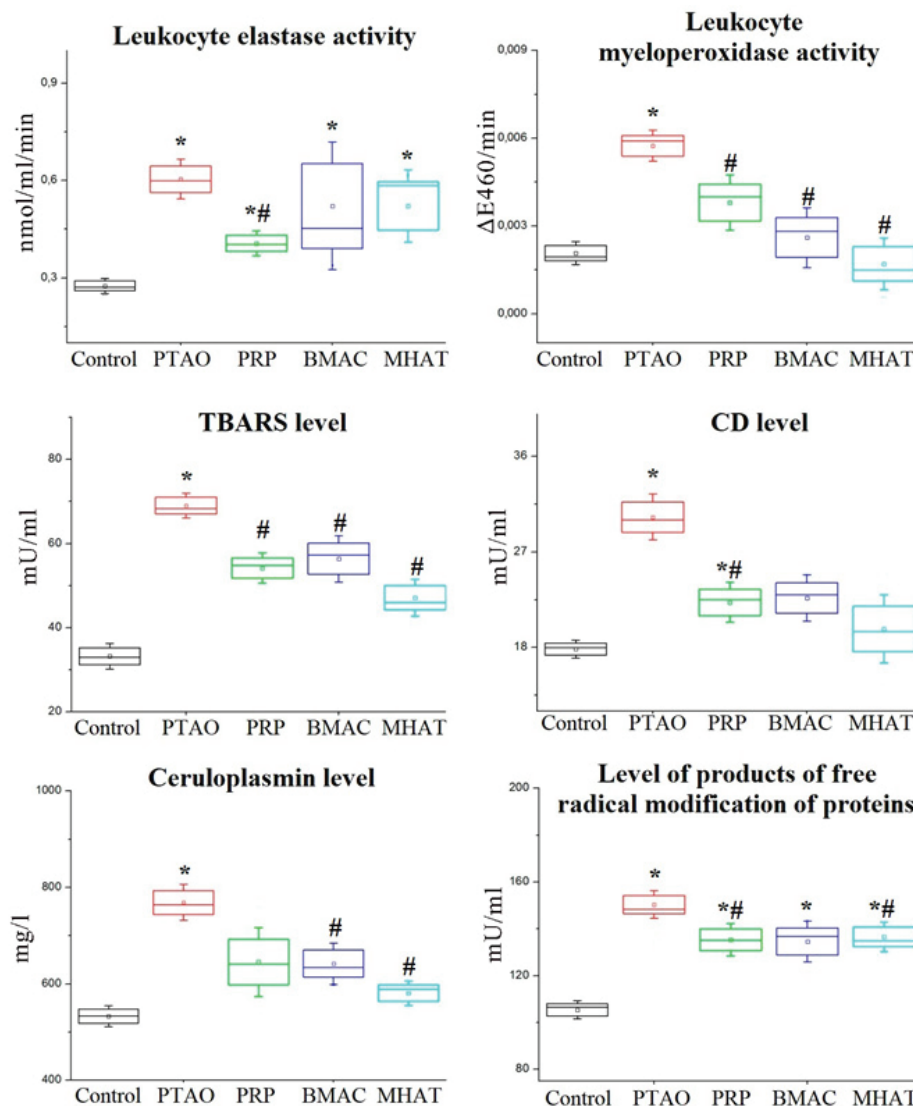 Leukocyte elastase activity
nmol/ml/min
0,9
0,6
0,3
*
*#
*
*
Control PTAO PRP BMAC MHAT
Leukocyte
myeloperoxidase activity
ΔE460/min
0,009
0,006
0,003
0,000
*
#
#
#
Control PTAO PRP BMAC MHAT
TBARS level
mU/ml
80
60
40
20
*
#
#
#
Control PTAO PRP BMAC MHAT
CD level
mU/ml
36
27
18
*
*#
Control PTAO PRP BMAC MHAT
Ceruloplasmin level
mg/l
1000
800
600
400
*
#
#
Control PTAO PRP BMAC MHAT
Level of products of free
radical modification of proteins
mU/ml
200
160
120
80
*
*#
*
*#
Control PTAO PRP BMAC MHAT